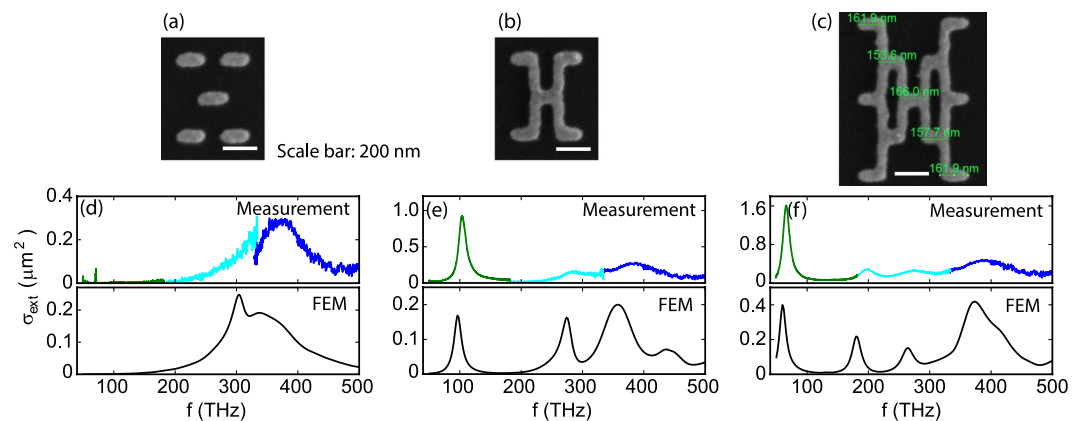 (a)
(b)
(c)
161.9 nm
153.6 nm
166.0 nm
157.7 nm
161.9 nm
Scale bar: 200 nm
(d) Measurement
(e) Measurement
(f) Measurement
0.4
0.2
0
1.0
0.5
0
1.6
0.8
0
σext (μm²)
FEM
FEM
FEM
0.2
0.1
0
0.2
0.1
0
0.4
0.2
0
100 200 300 400 500
100 200 300 400 500
100 200 300 400 500
f (THz)
f (THz)
f (THz)